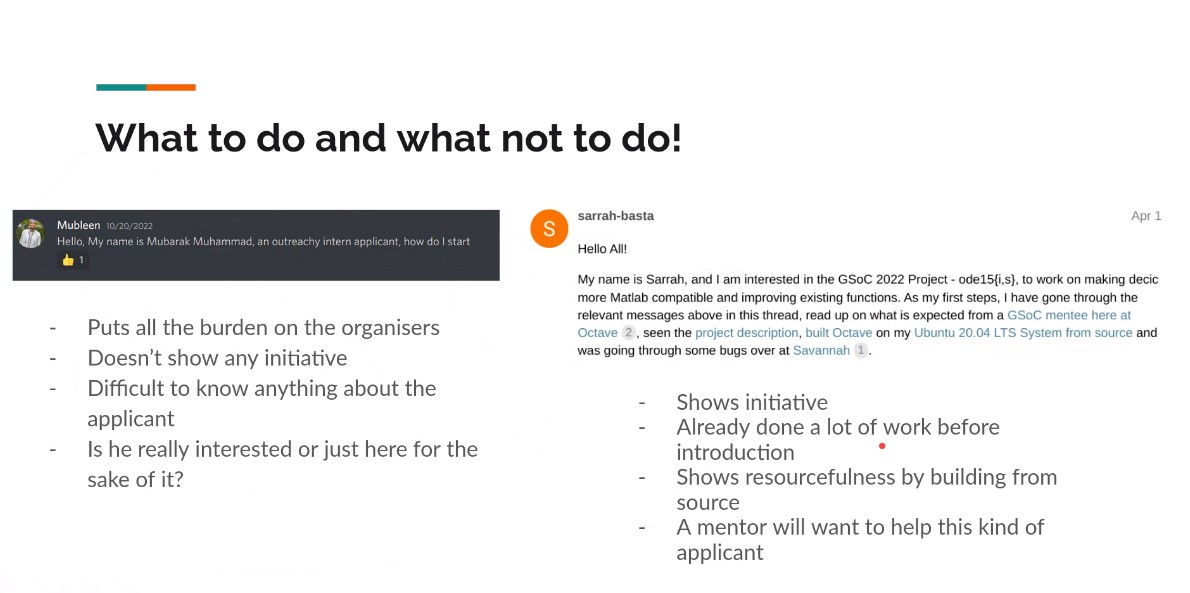 What to do and what not to do!
Mubleen 10/20/2022
Hello, My name is Mubarak Muhammad, an outreachy intern applicant, how do I start
👍 1
- Puts all the burden on the organisers
- Doesn’t show any initiative
- Difficult to know anything about the
applicant
- Is he really interested or just here for the
sake of it?
S
sarrah-basta Apr 1
Hello All!
My name is Sarrah, and I am interested in the GSoC 2022 Project - ode15{i,s}, to work on making decic
more Matlab compatible and improving existing functions. As my first steps, I have gone through the
relevant messages above in this thread, read up on what is expected from a GSoC mentee here at
Octave 2, seen the project description, built Octave on my Ubuntu 20.04 LTS System from source and
was going through some bugs over at Savannah 1.
- Shows initiative
- Already done a lot of work before
introduction
- Shows resourcefulness by building from
source
- A mentor will want to help this kind of
applicant